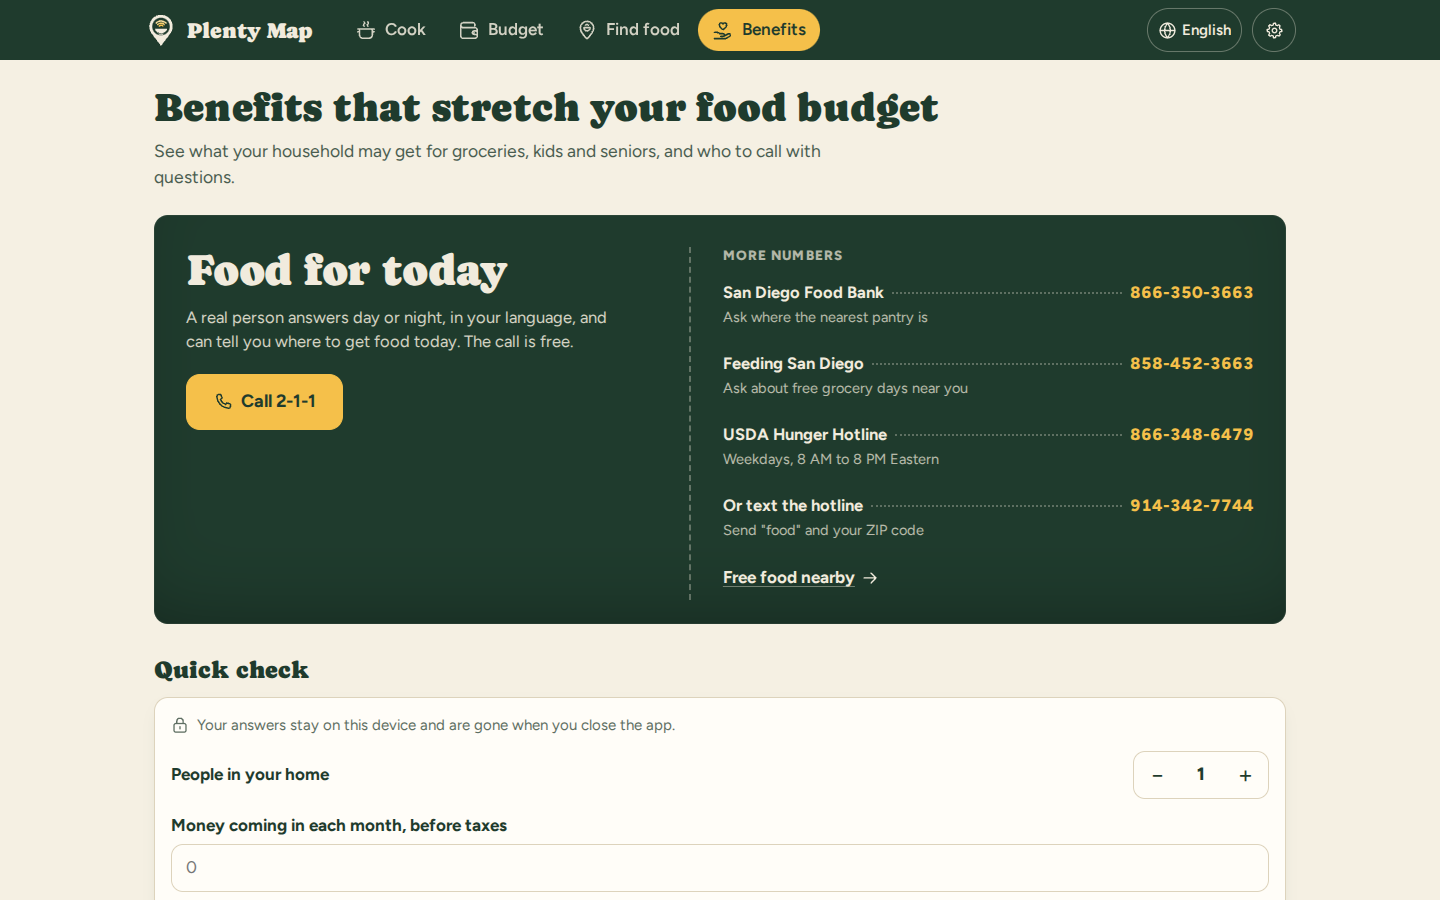 Plenty Map
Cook
Budget
Find food
Benefits
English
Benefits that stretch your food budget
See what your household may get for groceries, kids and seniors, and who to call with
questions.
Food for today
A real person answers day or night, in your language, and
can tell you where to get food today. The call is free.
Call 2-1-1
MORE NUMBERS
San Diego Food Bank 866-350-3663
Ask where the nearest pantry is
Feeding San Diego 858-452-3663
Ask about free grocery days near you
USDA Hunger Hotline 866-348-6479
Weekdays, 8 AM to 8 PM Eastern
Or text the hotline 914-342-7744
Send "food" and your ZIP code
Free food nearby →
Quick check
Your answers stay on this device and are gone when you close the app.
People in your home
− 1 +
Money coming in each month, before taxes
0